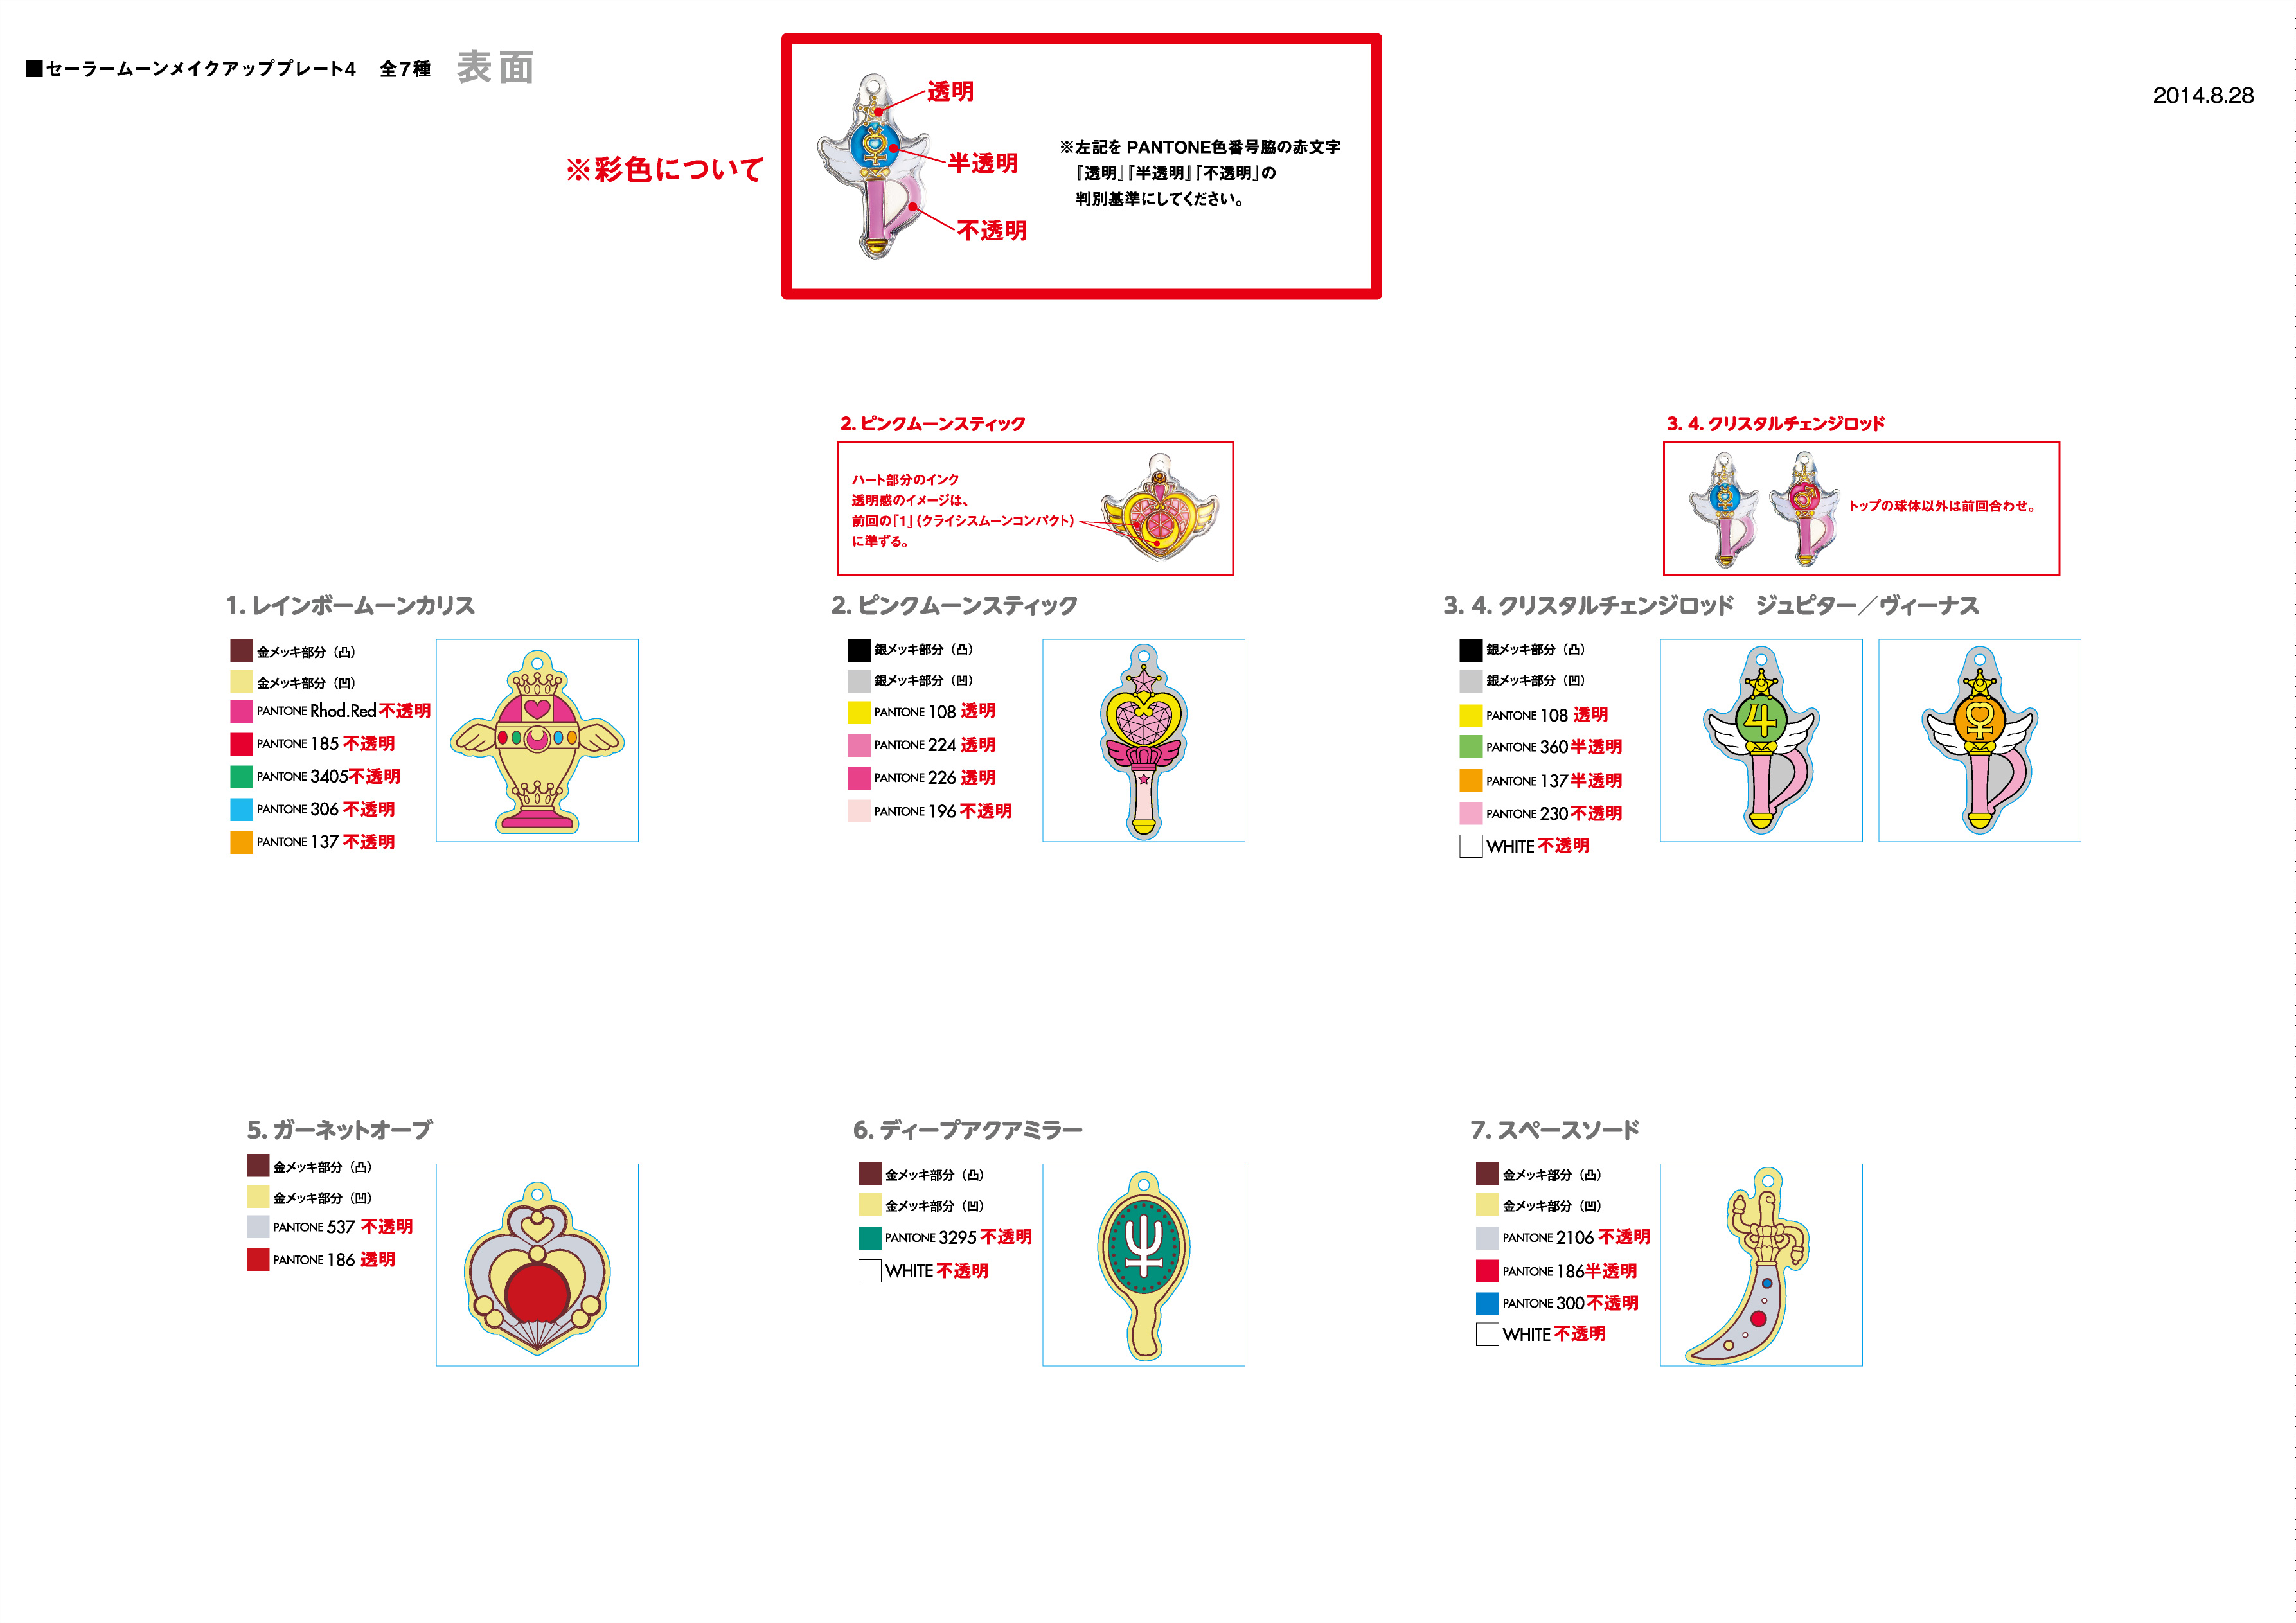 ■セーラームーンメイクアッププレート4　全7種　表面
2014.8.28
※彩色について
透明
半透明
不透明
※左記を PANTONE色番号脇の赤文字
『透明』『半透明』『不透明』の
判別基準にしてください。
2. ピンクムーンスティック
ハート部分のインク
透明感のイメージは、
前回の『1』（クライシスムーンコンパクト）
に準ずる。
3. 4. クリスタルチェンジロッド
トップの球体以外は前回合わせ。
1. レインボームーンカリス
金メッキ部分（凸）
金メッキ部分（凹）
PANTONE Rhod.Red 不透明
PANTONE 185 不透明
PANTONE 3405 不透明
PANTONE 306 不透明
PANTONE 137 不透明
2. ピンクムーンスティック
銀メッキ部分（凸）
銀メッキ部分（凹）
PANTONE 108 透明
PANTONE 224 透明
PANTONE 226 透明
PANTONE 196 不透明
3. 4. クリスタルチェンジロッド　ジュピター／ヴィーナス
銀メッキ部分（凸）
銀メッキ部分（凹）
PANTONE 108 透明
PANTONE 360 半透明
PANTONE 137 半透明
PANTONE 230 不透明
WHITE 不透明
5. ガーネットオーブ
金メッキ部分（凸）
金メッキ部分（凹）
PANTONE 537 不透明
PANTONE 186 透明
6. ディープアクアミラー
金メッキ部分（凸）
金メッキ部分（凹）
PANTONE 3295 不透明
WHITE 不透明
7. スペースソード
金メッキ部分（凸）
金メッキ部分（凹）
PANTONE 2106 不透明
PANTONE 186 半透明
PANTONE 300 不透明
WHITE 不透明